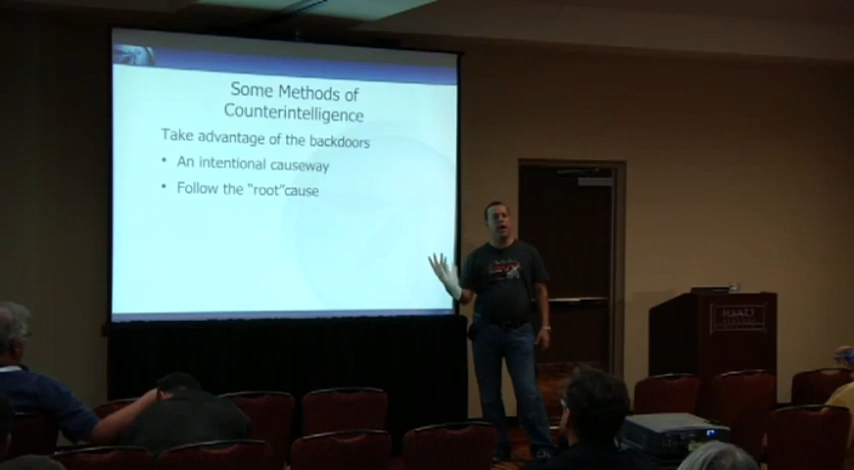 Some Methods of
Counterintelligence
Take advantage of the backdoors
• An intentional causeway
• Follow the "root"cause